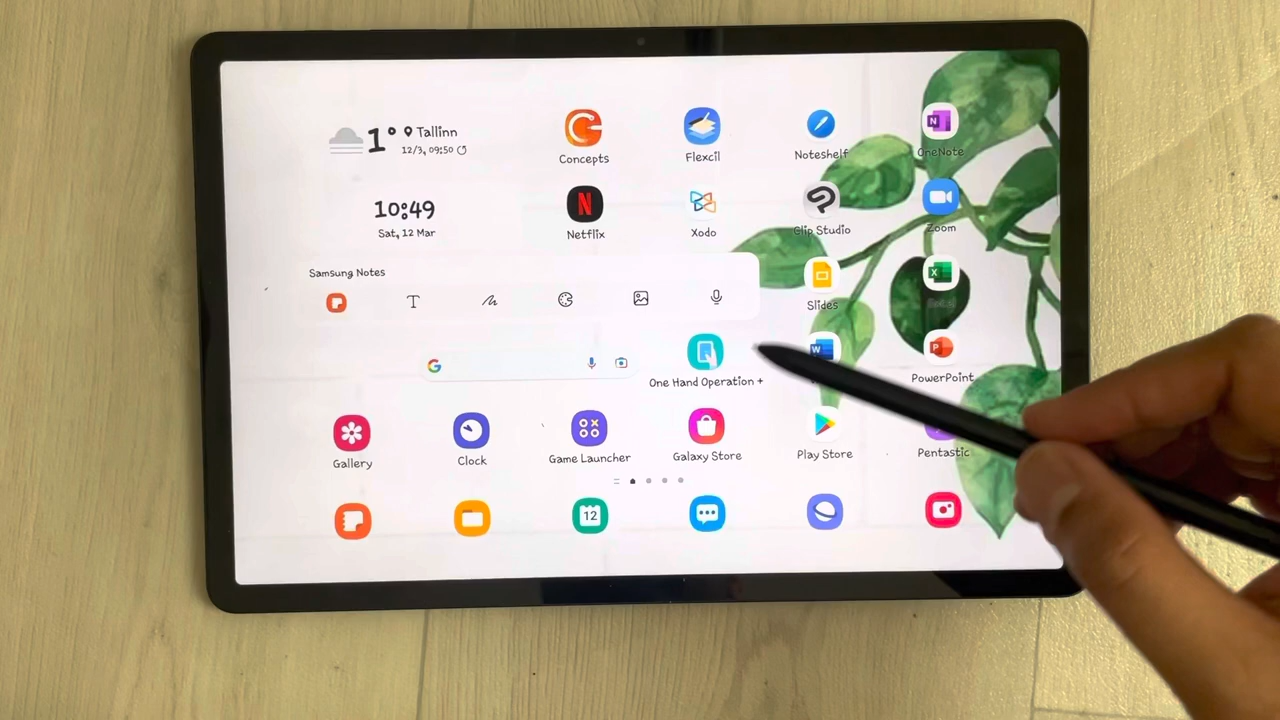 1° Tallinn
12/3, 09:50
Concepts
Flexcil
Noteshelf
OneNote
10:49
Sat, 12 Mar
Netflix
Xodo
Clip Studio
Zoom
Samsung Notes
T
Slides
One Hand Operation +
PowerPoint
Gallery
Clock
Game Launcher
Galaxy Store
Play Store
Pentastic
12